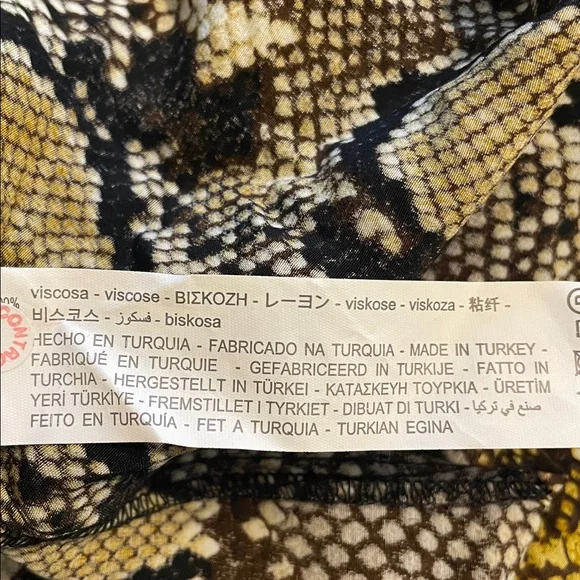 00%
viscosa - viscose - ΒΙΣΚΟΖΗ - レーヨン - viskose - viskoza - 粘纤 -
비스코스 - فسكوز - biskosa
HECHO EN TURQUIA - FABRICADO NA TURQUIA - MADE IN TURKEY -
FABRIQUÉ EN TURQUIE - GEFABRICEERD IN TURKIJE - FATTO IN
TURCHIA - HERGESTELLT IN TÜRKEI - ΚΑΤΑΣΚΕΥΗ ΤΟΥΡΚΙΑ - ÜRETİM
YERİ TÜRKİYE - FREMSTILLET I TYRKIET - DIBUAT DI TURKI - صنع في تركيا
FEITO EN TURQUÍA - FET A TURQUIA - TURKIAN EGINA